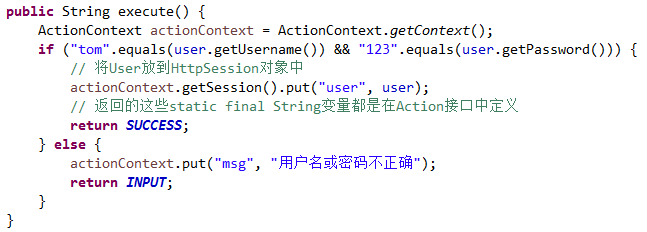 public String execute() {
    ActionContext actionContext = ActionContext.getContext();
    if ("tom".equals(user.getUsername()) && "123".equals(user.getPassword())) {
        // 将User放到HttpSession对象中
        actionContext.getSession().put("user", user);
        // 返回的这些static final String变量都是在Action接口中定义
        return SUCCESS;
    } else {
        actionContext.put("msg", "用户名或密码不正确");
        return INPUT;
    }
}